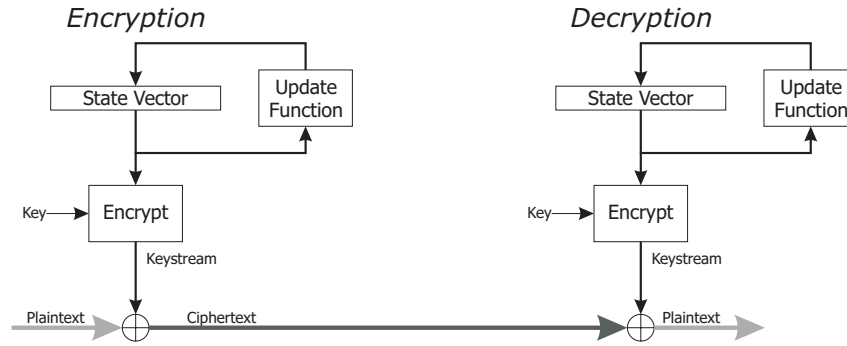 Encryption
Decryption
State Vector
Update
Function
State Vector
Update
Function
Key
Encrypt
Key
Encrypt
Keystream
Keystream
Plaintext
Ciphertext
Plaintext